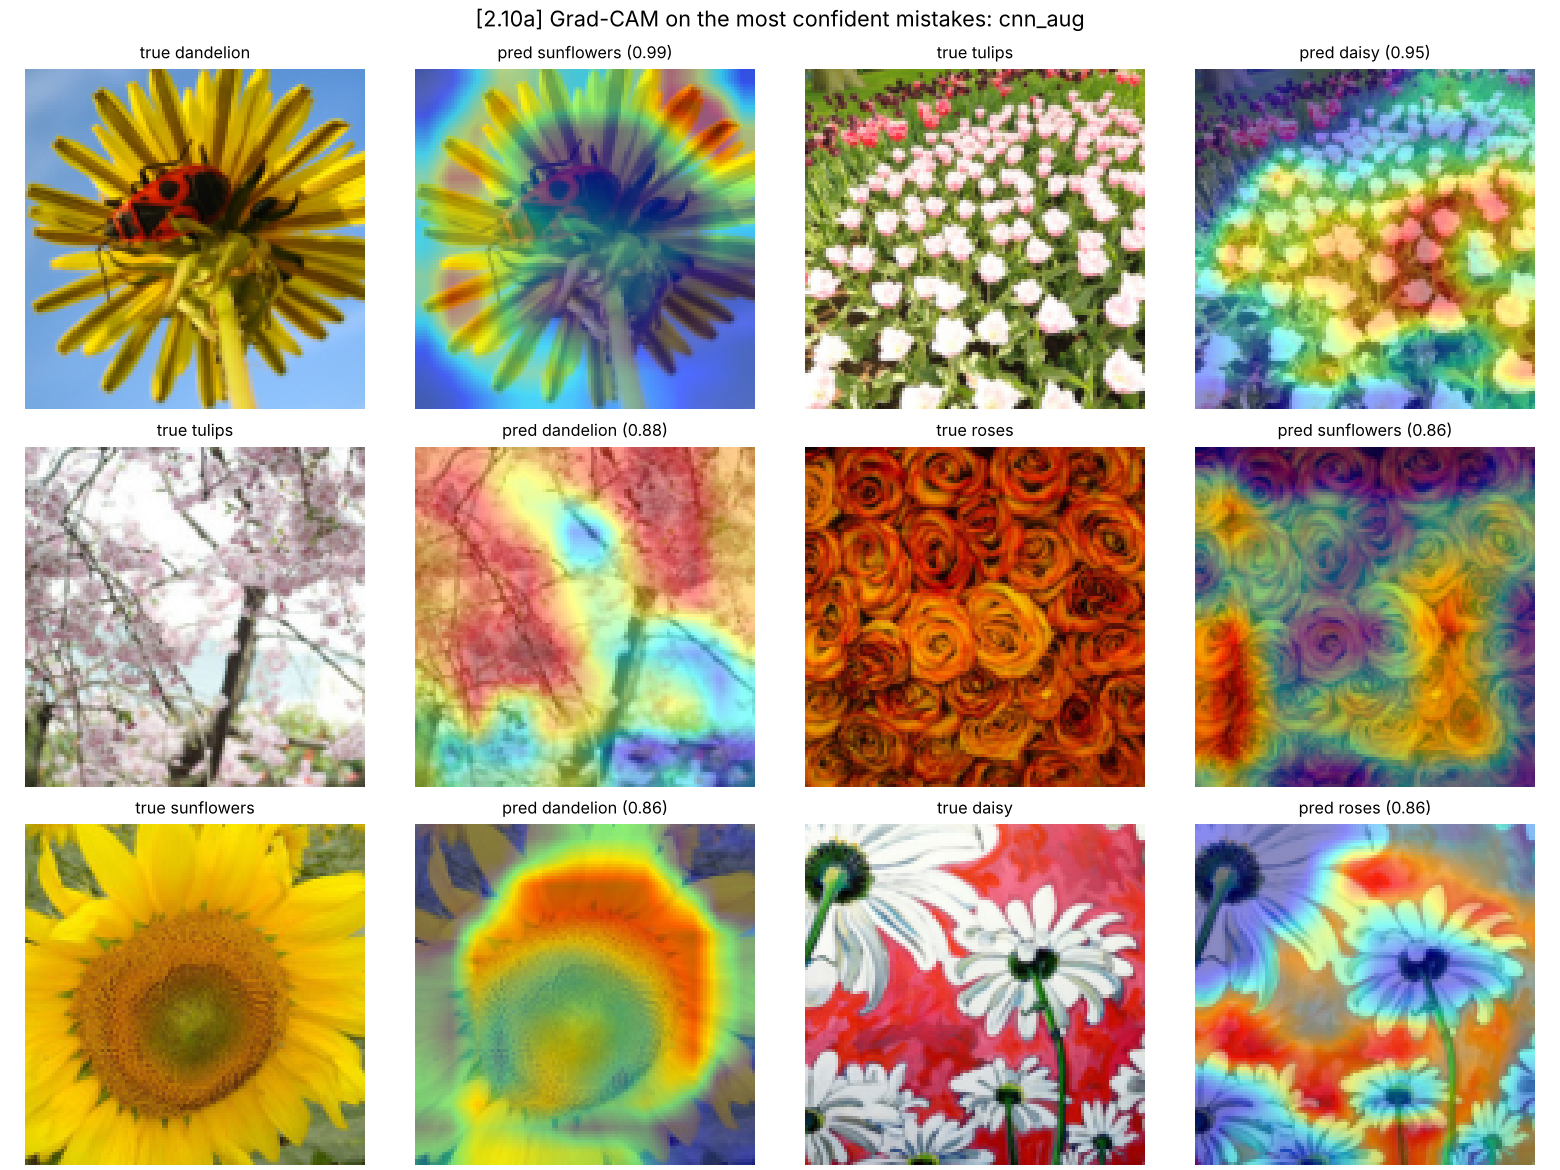 [2.10a] Grad-CAM on the most confident mistakes: cnn_aug
true dandelion
pred sunflowers (0.99)
true tulips
pred daisy (0.95)
true tulips
pred dandelion (0.88)
true roses
pred sunflowers (0.86)
true sunflowers
pred dandelion (0.86)
true daisy
pred roses (0.86)